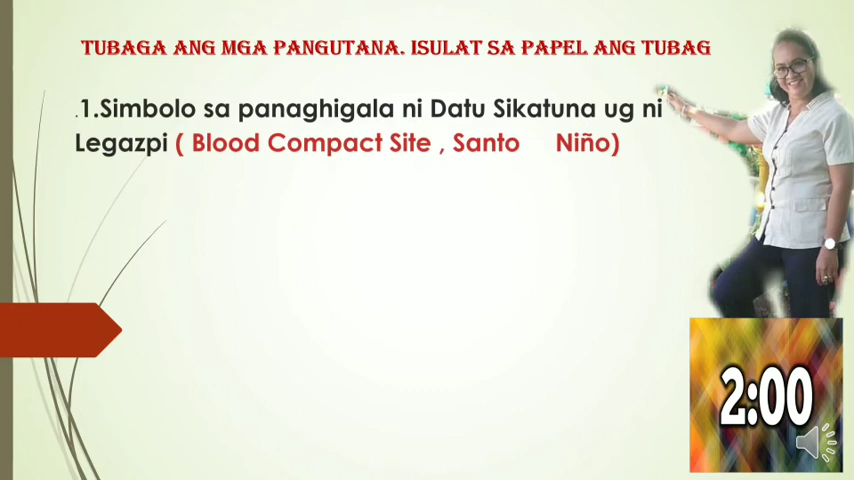 TUBAGA ANG MGA PANGUTANA. ISULAT SA PAPEL ANG TUBAG
.1.Simbolo sa panaghigala ni Datu Sikatuna ug ni
Legazpi ( Blood Compact Site , Santo Niño)
2:00